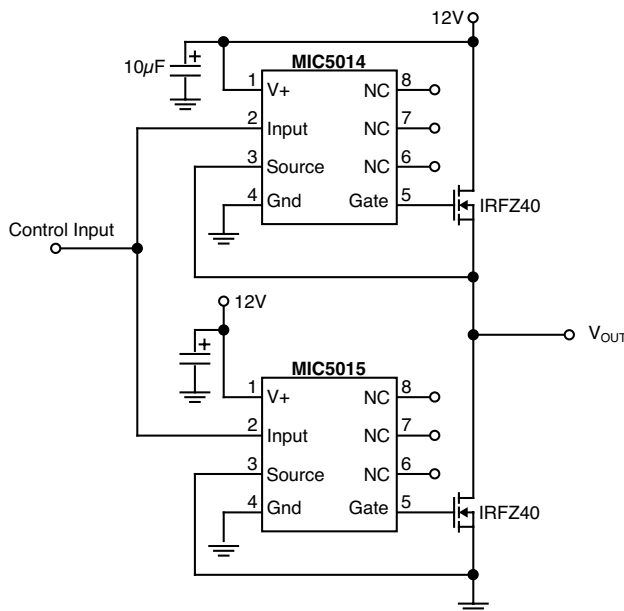 12V
10µF
+
MIC5014
1 V+ NC 8
2 Input NC 7
3 Source NC 6
4 Gnd Gate 5
IRFZ40
Control Input
12V
+
V_OUT
MIC5015
1 V+ NC 8
2 Input NC 7
3 Source NC 6
4 Gnd Gate 5
IRFZ40